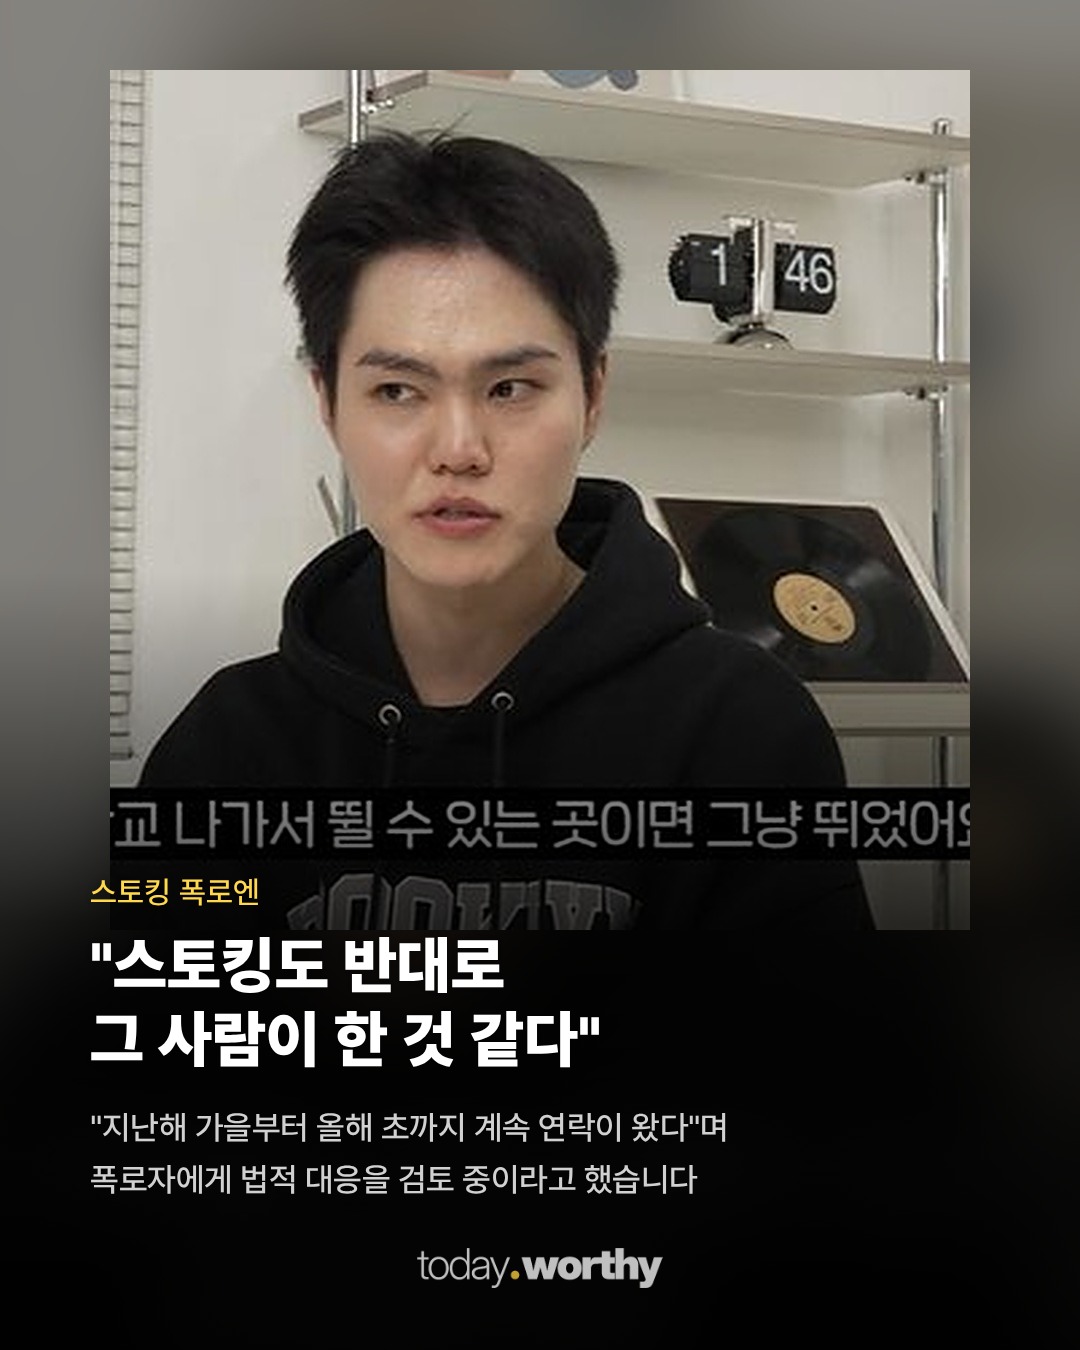 1 46
나가서 뛸 수 있는 곳이면 그냥 뛰었어요
스토킹 폭로엔
"스토킹도 반대로
그 사람이 한 것 같다"
"지난해 가을부터 올해 초까지 계속 연락이 왔다"며
폭로자에게 법적 대응을 검토 중이라고 했습니다
today.worthy